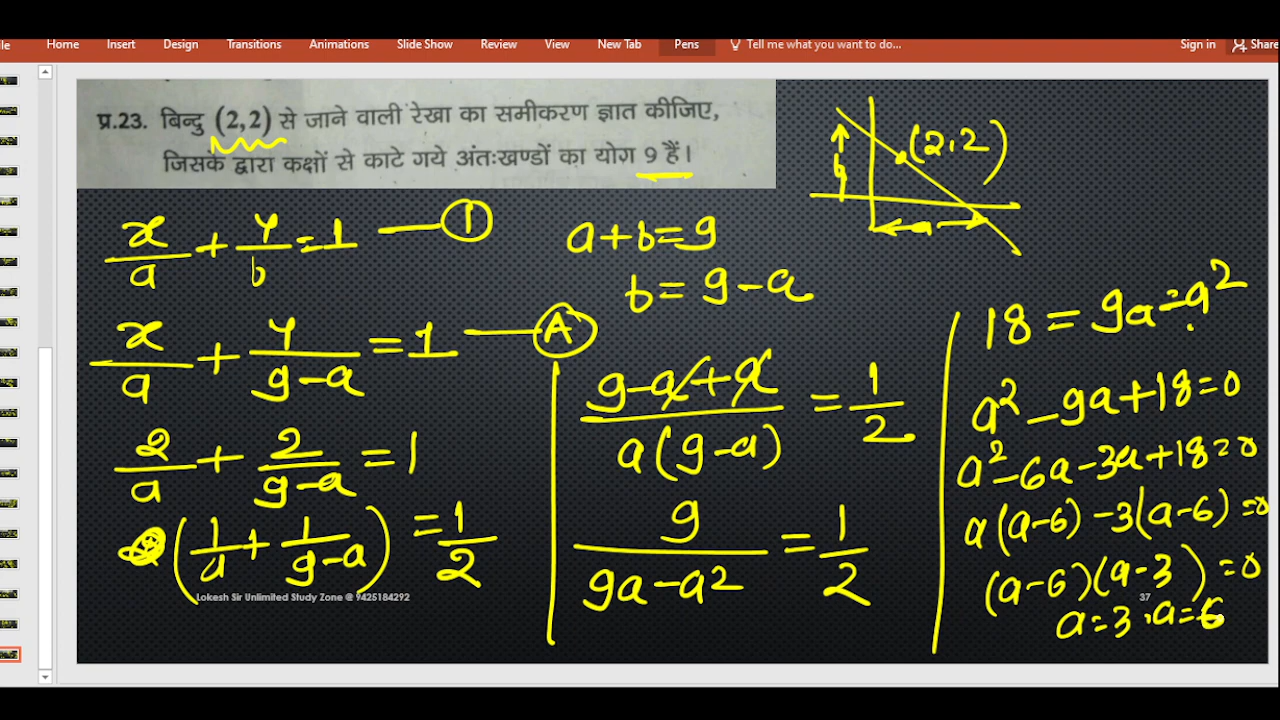 File Home Insert Design Transitions Animations Slide Show Review View New Tab Pens Tell me what you want to do... Sign in Share
प्र.23. बिन्दु (2,2) से जाने वाली रेखा का समीकरण ज्ञात कीजिए,
जिसके द्वारा कक्षों से काटे गये अंतःखण्डों का योग 9 हैं।
(2,2)
b
a
x/a + y/b = 1 — 1
x/a + y/(9-a) = 1 — A
2/a + 2/(9-a) = 1
(1/a + 1/(9-a)) = 1/2
a+b=9
b=9-a
(9-a+a)/(a(9-a)) = 1/2
9/(9a-a²) = 1/2
18 = 9a-a²
a²-9a+18=0
a²-6a-3a+18=0
a(a-6)-3(a-6)=0
(a-6)(a-3)=0
a=3, a=6
Lokesh Sir Unlimited Study Zone @ 9425184292
37